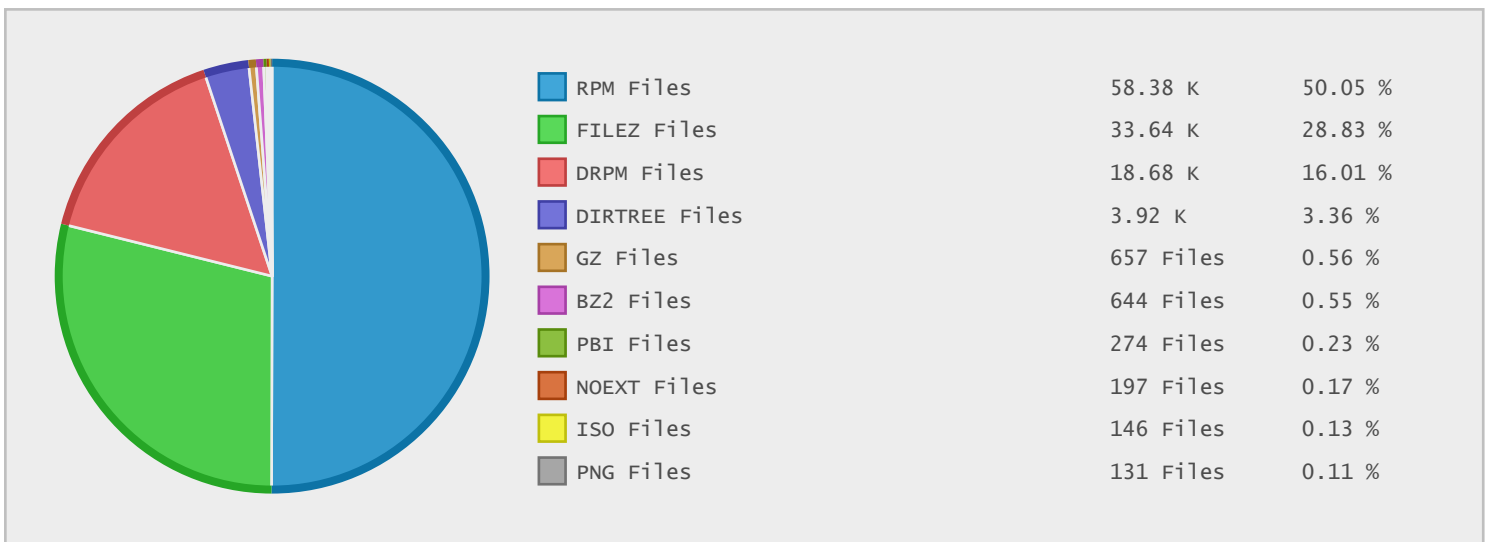 RPM Files 58.38 K 50.05 %
FILEZ Files 33.64 K 28.83 %
DRPM Files 18.68 K 16.01 %
DIRTREE Files 3.92 K 3.36 %
GZ Files 657 Files 0.56 %
BZ2 Files 644 Files 0.55 %
PBI Files 274 Files 0.23 %
NOEXT Files 197 Files 0.17 %
ISO Files 146 Files 0.13 %
PNG Files 131 Files 0.11 %